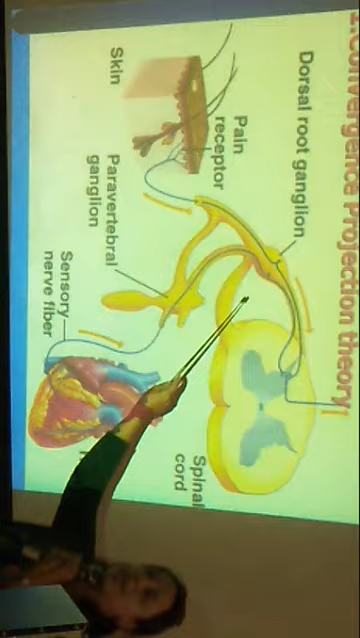 Convergence Projection theory
Dorsal root ganglion
Pain
receptor
Skin
Paravertebral
ganglion
Sensory
nerve fiber
Spinal
cord